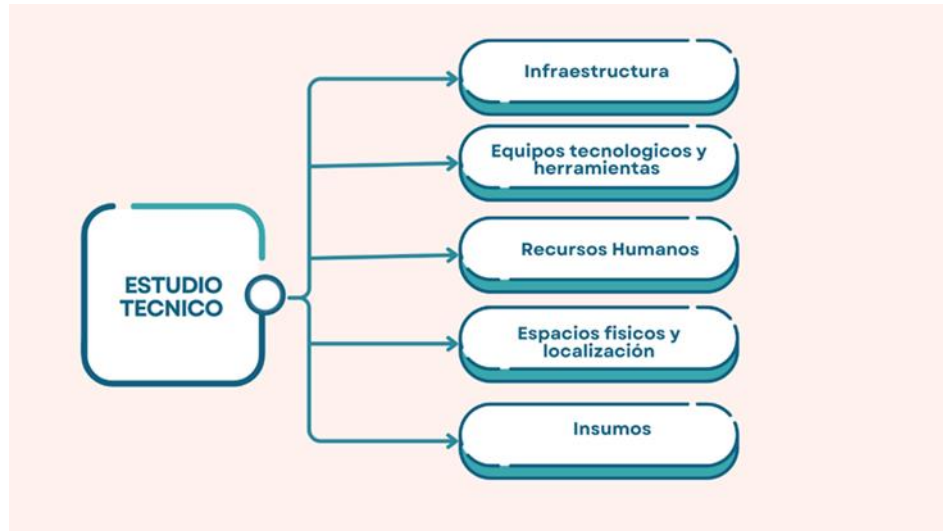 ESTUDIO
TECNICO
Infraestructura
Equipos tecnologicos y
herramientas
Recursos Humanos
Espacios fisicos y
localización
Insumos